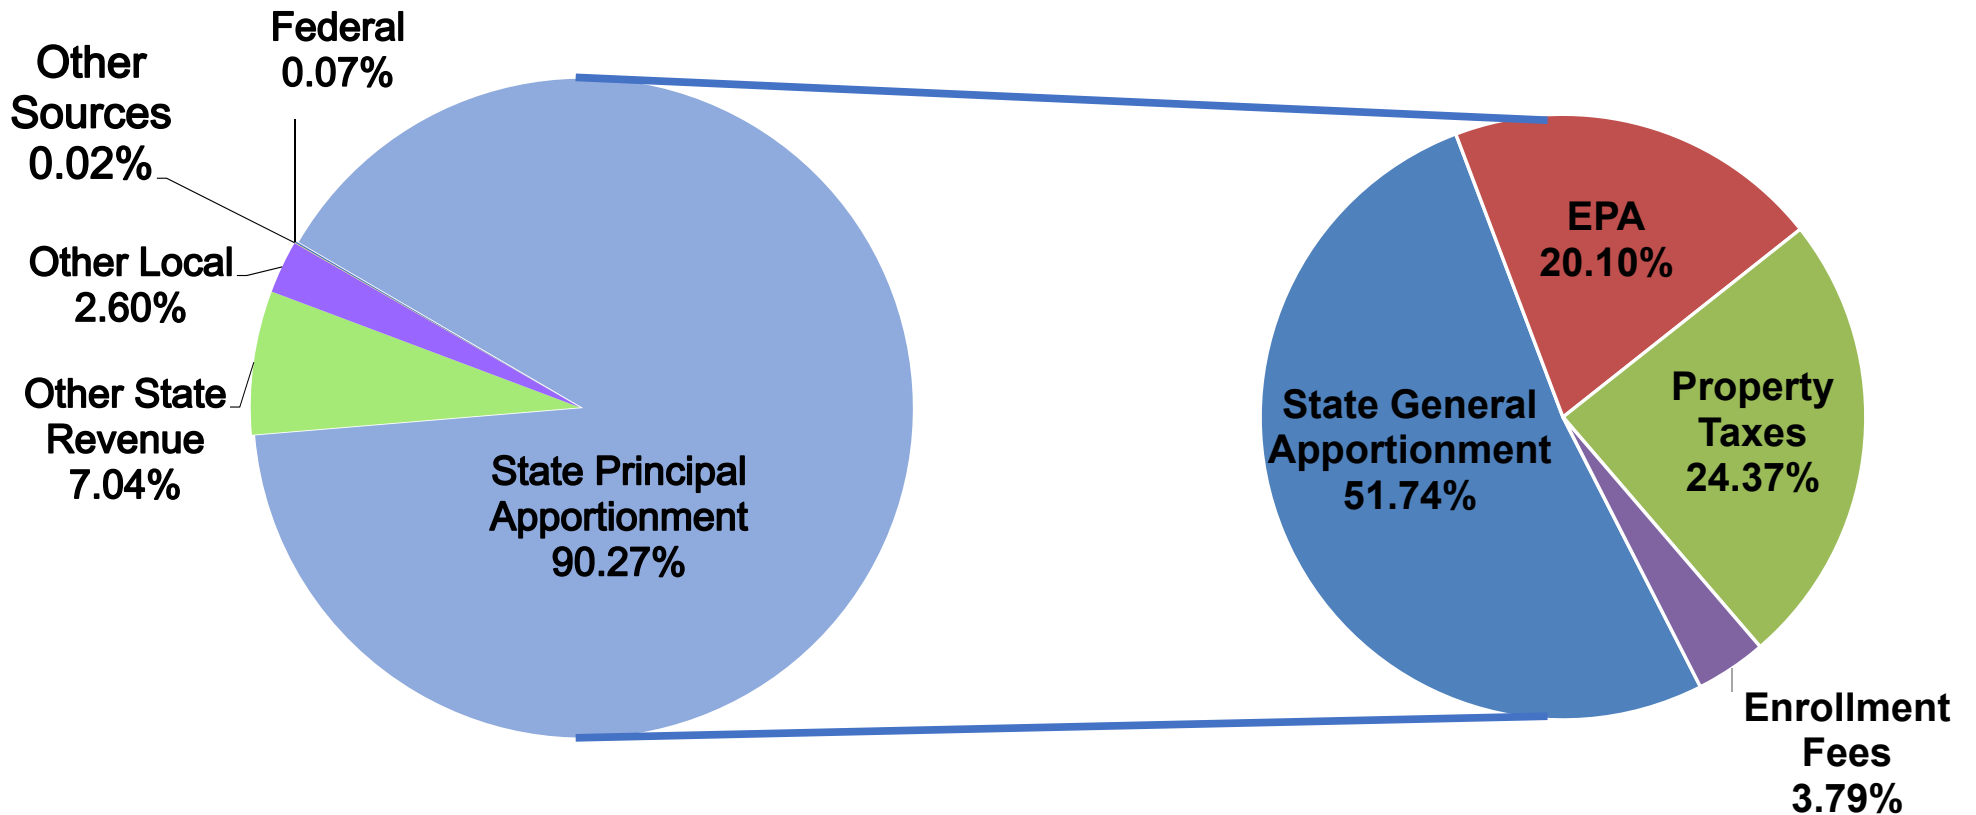 Federal
0.07%
Other
Sources
0.02%
Other Local
2.60%
Other State
Revenue
7.04%
State Principal
Apportionment
90.27%
EPA
20.10%
Property
Taxes
24.37%
State General
Apportionment
51.74%
Enrollment
Fees
3.79%